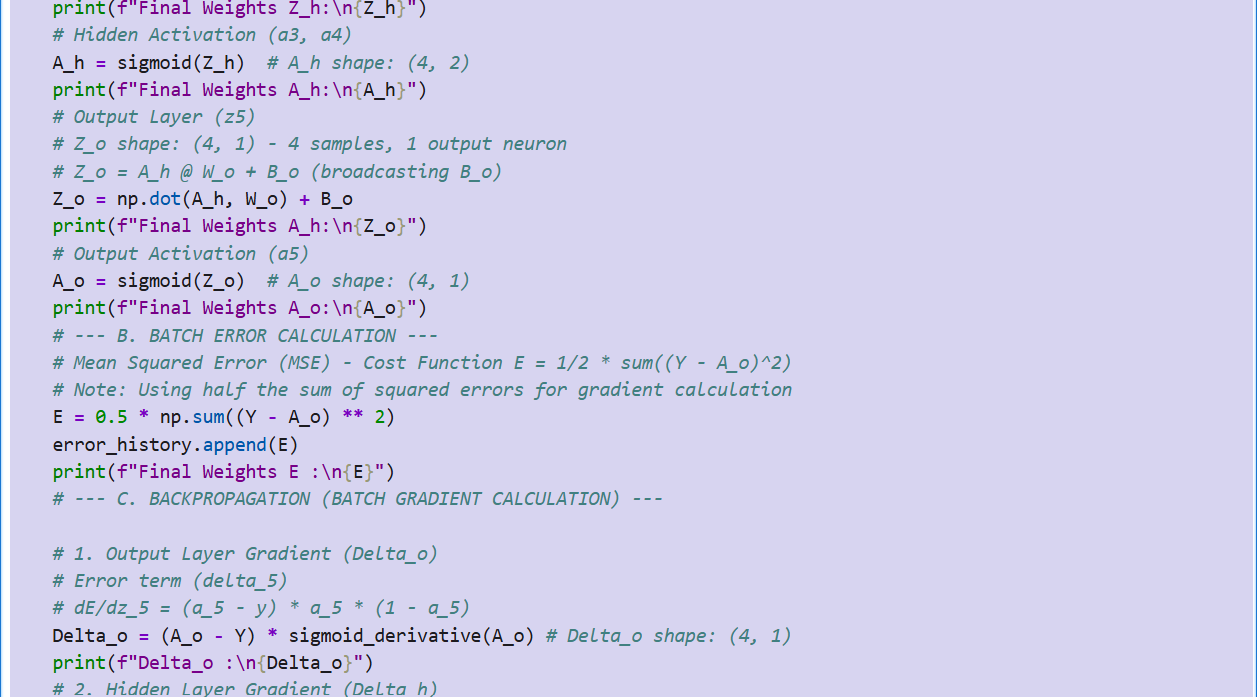 print(f"Final Weights Z_h:\n{Z_h}")
# Hidden Activation (a3, a4)
A_h = sigmoid(Z_h)  # A_h shape: (4, 2)
print(f"Final Weights A_h:\n{A_h}")
# Output Layer (z5)
# Z_o shape: (4, 1) - 4 samples, 1 output neuron
# Z_o = A_h @ W_o + B_o (broadcasting B_o)
Z_o = np.dot(A_h, W_o) + B_o
print(f"Final Weights A_h:\n{Z_o}")
# Output Activation (a5)
A_o = sigmoid(Z_o)  # A_o shape: (4, 1)
print(f"Final Weights A_o:\n{A_o}")
# --- B. BATCH ERROR CALCULATION ---
# Mean Squared Error (MSE) - Cost Function E = 1/2 * sum((Y - A_o)^2)
# Note: Using half the sum of squared errors for gradient calculation
E = 0.5 * np.sum((Y - A_o) ** 2)
error_history.append(E)
print(f"Final Weights E :\n{E}")
# --- C. BACKPROPAGATION (BATCH GRADIENT CALCULATION) ---
# 1. Output Layer Gradient (Delta_o)
# Error term (delta_5)
# dE/dz_5 = (a_5 - y) * a_5 * (1 - a_5)
Delta_o = (A_o - Y) * sigmoid_derivative(A_o) # Delta_o shape: (4, 1)
print(f"Delta_o :\n{Delta_o}")
# 2. Hidden Layer Gradient (Delta_h)